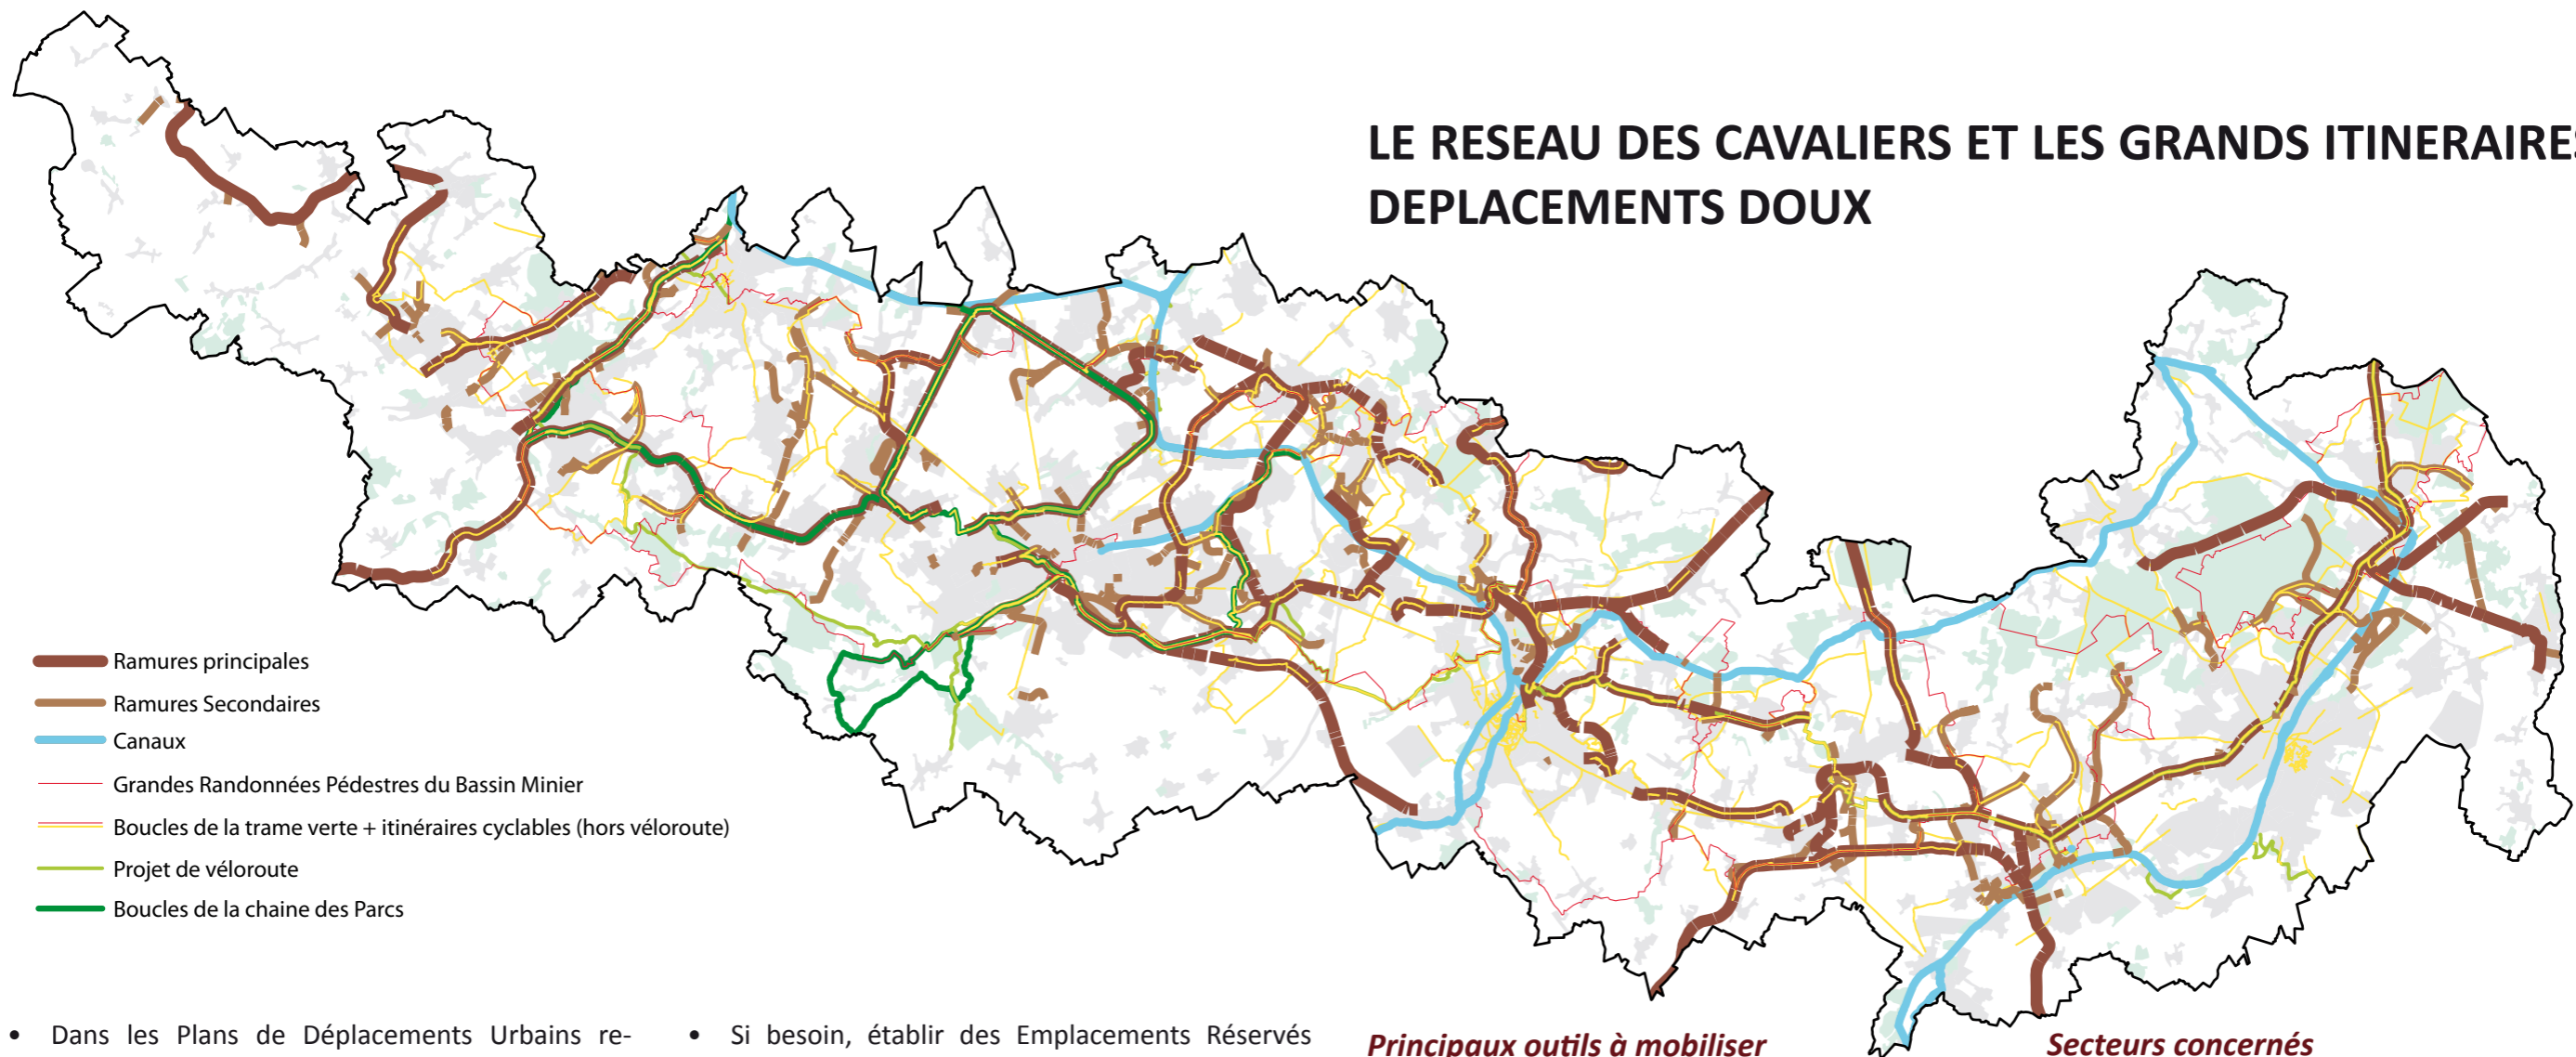 LE RESEAU DES CAVALIERS ET LES GRANDS ITINERAIRES
DEPLACEMENTS DOUX
Ramures principales
Ramures Secondaires
Canaux
Grandes Randonnées Pédestres du Bassin Minier
Boucles de la trame verte + itinéraires cyclables (hors véloroute)
Projet de véloroute
Boucles de la chaine des Parcs
• Dans les Plans de Déplacements Urbains re-
• Si besoin, établir des Emplacements Réservés
Principaux outils à mobiliser
Secteurs concernés